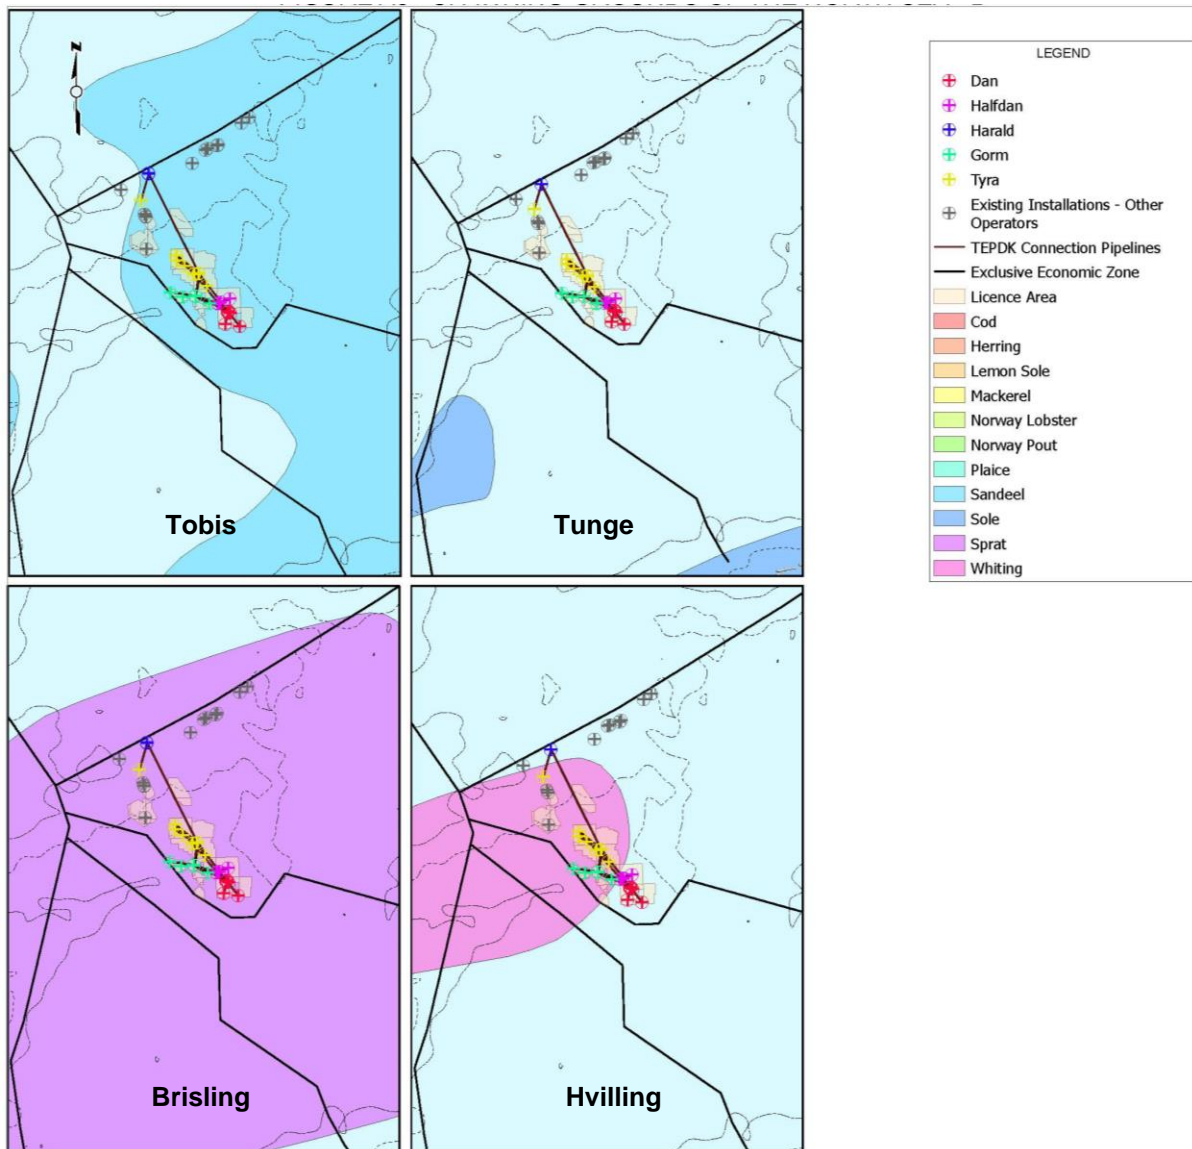 N
LEGEND
Dan
Halfdan
Harald
Gorm
Tyra
Existing Installations - Other
Operators
TEPDK Connection Pipelines
Exclusive Economic Zone
Licence Area
Cod
Herring
Lemon Sole
Mackerel
Norway Lobster
Norway Pout
Plaice
Sandeel
Sole
Sprat
Whiting
Tobis
Tunge
Brisling
Hvilling